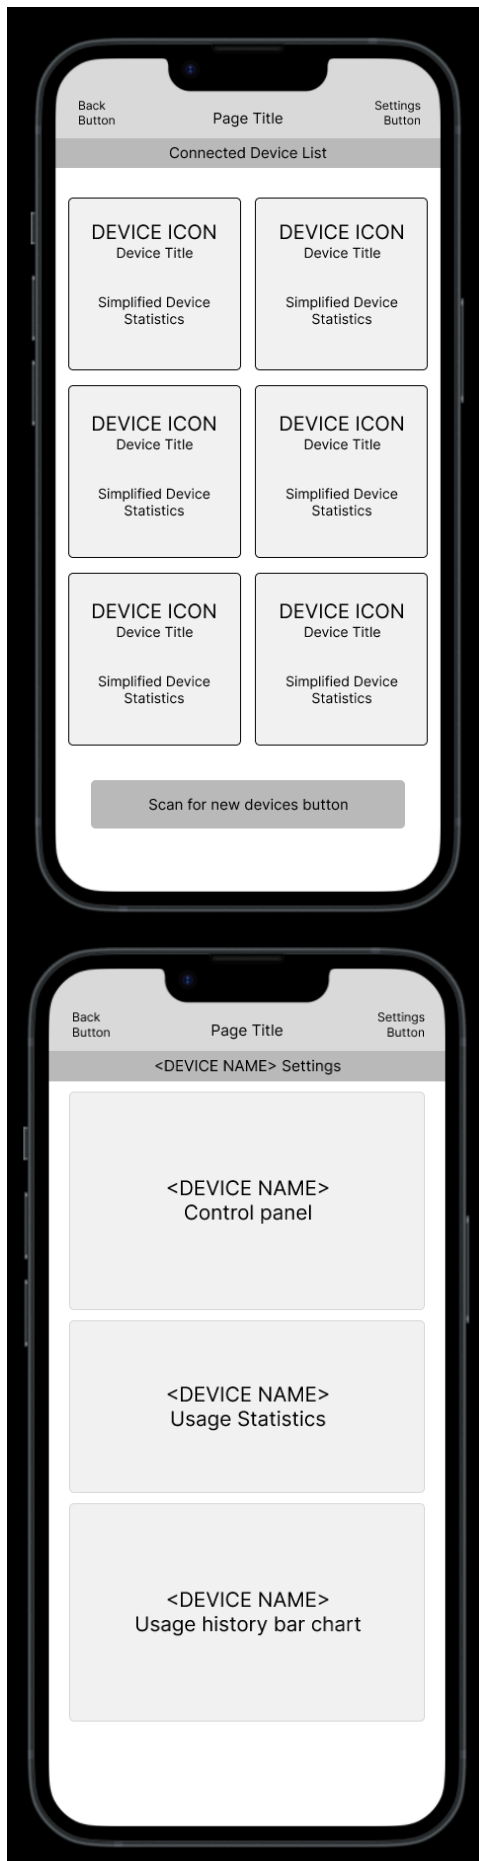 Back
Button
Page Title
Settings
Button
Connected Device List
DEVICE ICON
Device Title
Simplified Device
Statistics
DEVICE ICON
Device Title
Simplified Device
Statistics
DEVICE ICON
Device Title
Simplified Device
Statistics
DEVICE ICON
Device Title
Simplified Device
Statistics
DEVICE ICON
Device Title
Simplified Device
Statistics
DEVICE ICON
Device Title
Simplified Device
Statistics
Scan for new devices button
Back
Button
Page Title
Settings
Button
<DEVICE NAME> Settings
<DEVICE NAME>
Control panel
<DEVICE NAME>
Usage Statistics
<DEVICE NAME>
Usage history bar chart